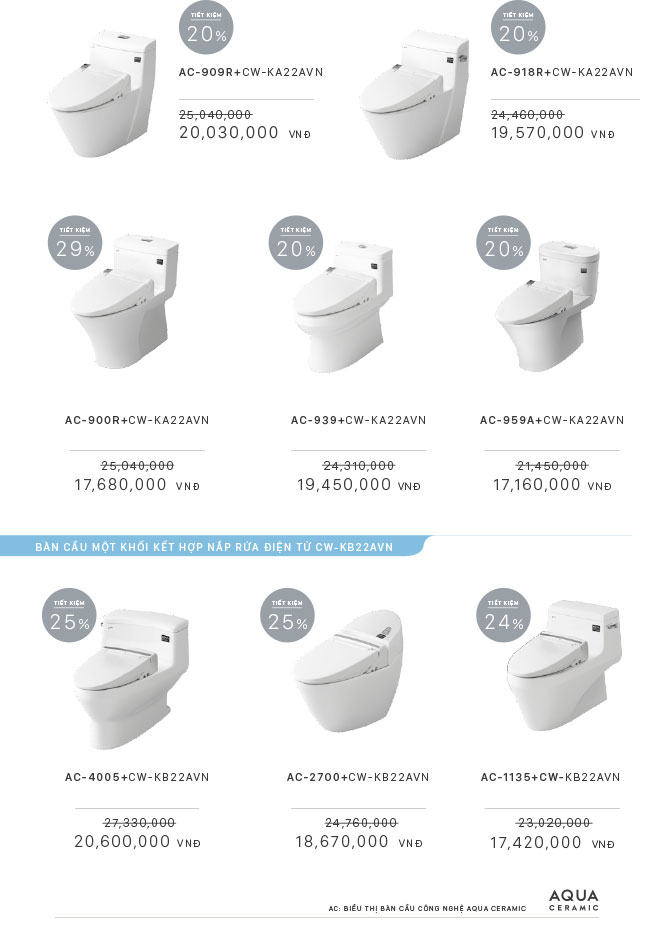 TIẾT KIỆM
20%
AC-909R+CW-KA22AVN
25,040,000
20,030,000 VNĐ
TIẾT KIỆM
20%
AC-918R+CW-KA22AVN
24,460,000
19,570,000 VNĐ
TIẾT KIỆM
29%
AC-900R+CW-KA22AVN
25,040,000
17,680,000 VNĐ
TIẾT KIỆM
20%
AC-939+CW-KA22AVN
24,310,000
19,450,000 VNĐ
TIẾT KIỆM
20%
AC-959A+CW-KA22AVN
21,450,000
17,160,000 VNĐ
BÀN CẦU MỘT KHỐI KẾT HỢP NẮP RỬA ĐIỆN TỪ CW-KB22AVN
TIẾT KIỆM
25%
AC-4005+CW-KB22AVN
27,330,000
20,600,000 VNĐ
TIẾT KIỆM
25%
AC-2700+CW-KB22AVN
24,760,000
18,670,000 VNĐ
TIẾT KIỆM
24%
AC-1135+CW-KB22AVN
23,020,000
17,420,000 VNĐ
AC: BIỂU THỊ BÀN CẦU CÔNG NGHỆ AQUA CERAMIC
AQUA
CERAMIC